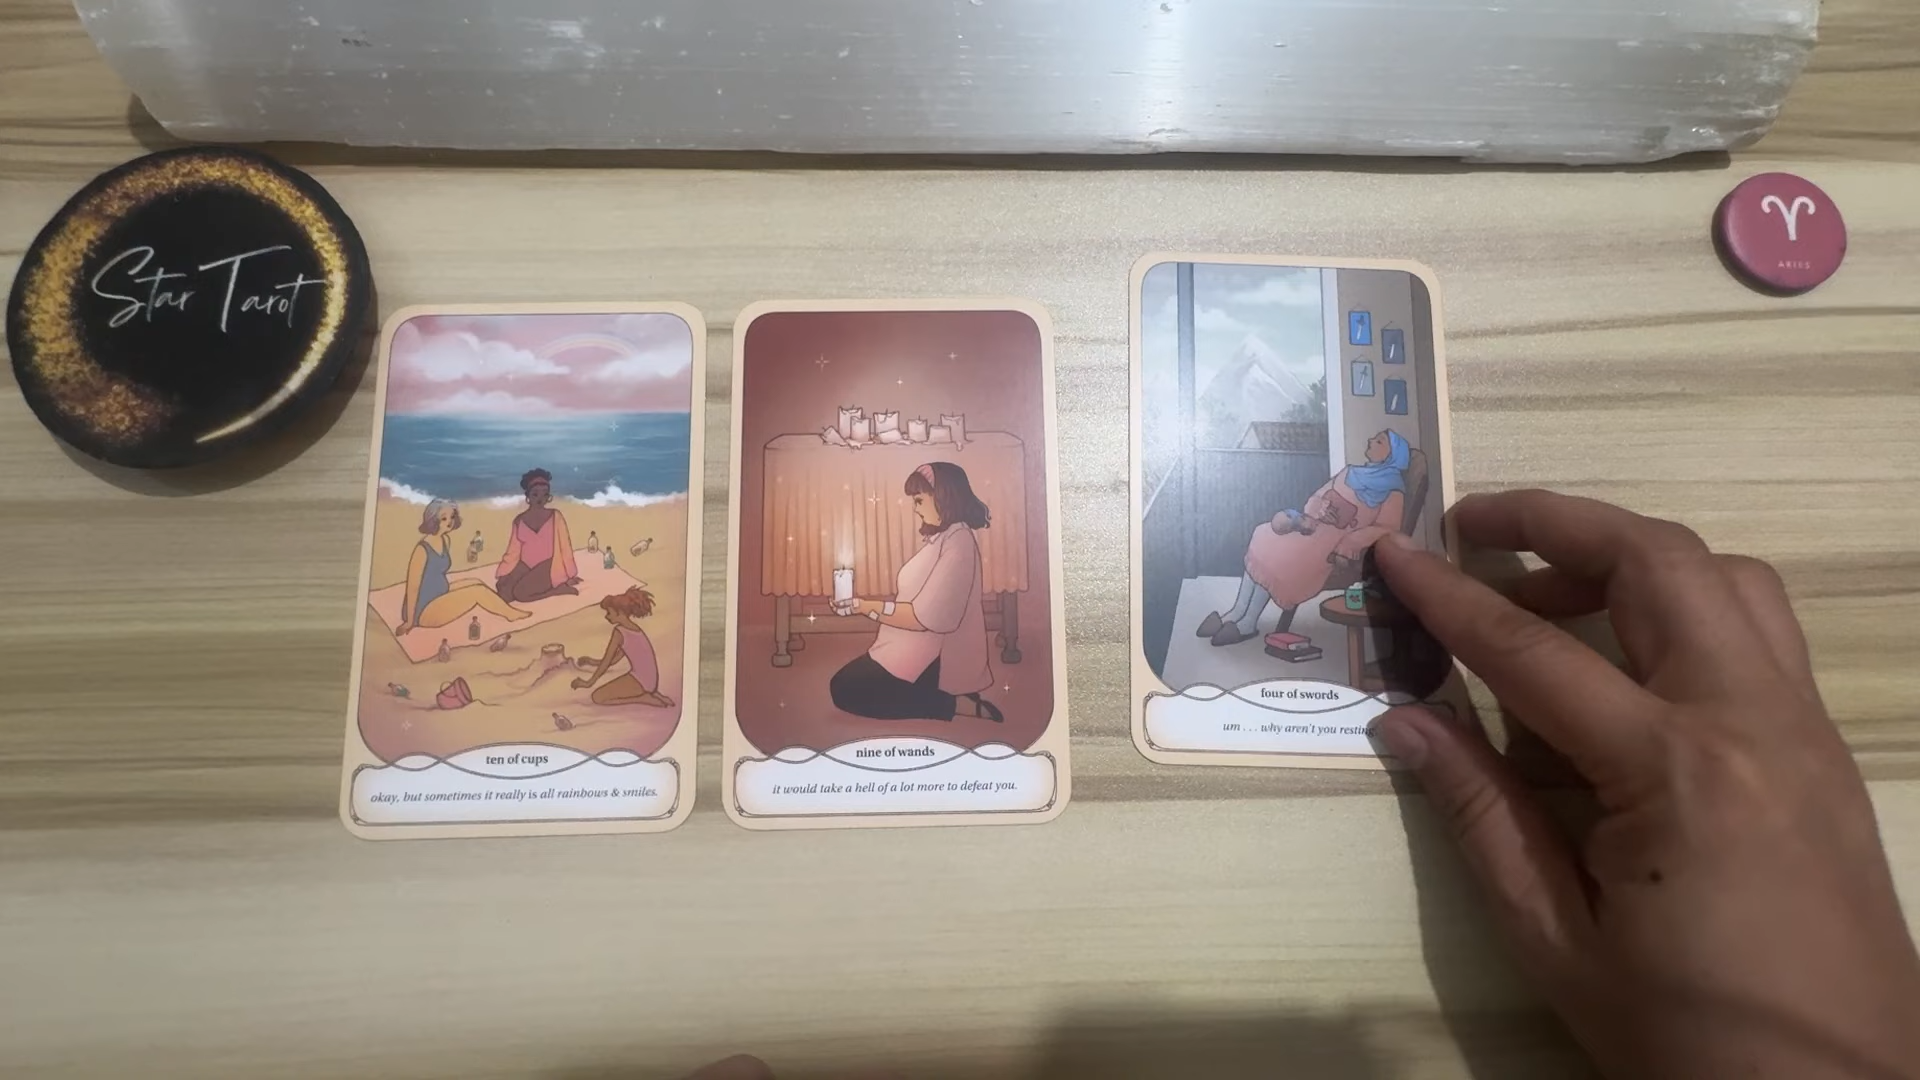 Star Tarot
ARIES
ten of cups
okay, but sometimes it really is all rainbows & smiles.
nine of wands
it would take a hell of a lot more to defeat you.
four of swords
um . . . why aren't you resting